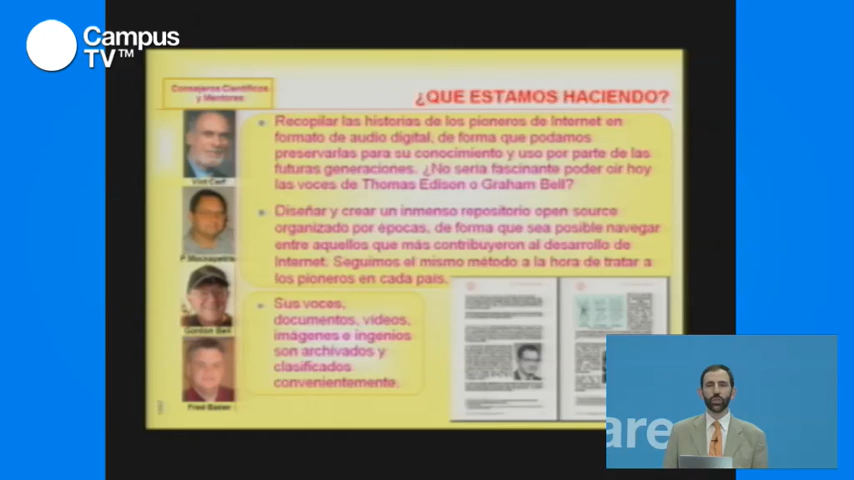 Campus
TV™
Consejeros Científicos
y Mentores
¿QUE ESTAMOS HACIENDO?
Recopilar las historias de los pioneros de Internet en
formato de audio digital, de forma que podamos
preservarlas para su conocimiento y uso por parte de las
futuras generaciones. ¿No sería fascinante poder oír hoy
las voces de Thomas Edison o Graham Bell?
Vint Cerf
Diseñar y crear un inmenso repositorio open source
organizado por épocas, de forma que sea posible navegar
entre aquellos que más contribuyeron al desarrollo de
Internet. Seguimos el mismo método a la hora de tratar a
los pioneros en cada país.
P Mockapetris
Sus voces,
documentos, vídeos,
imágenes e ingenios
son archivados y
clasificados
convenientemente.
Gordon Bell
Fred Baker
are